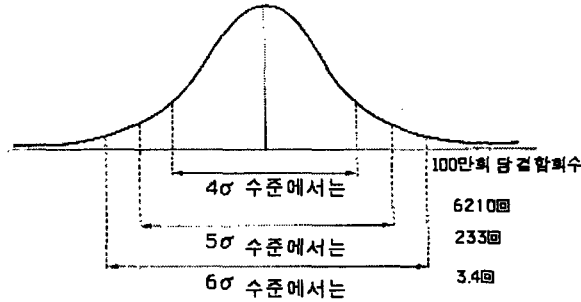 100만회 당 결함회수
4σ 수준에서는
6210回
5σ 수준에서는
233回
6σ 수준에서는
3.4回